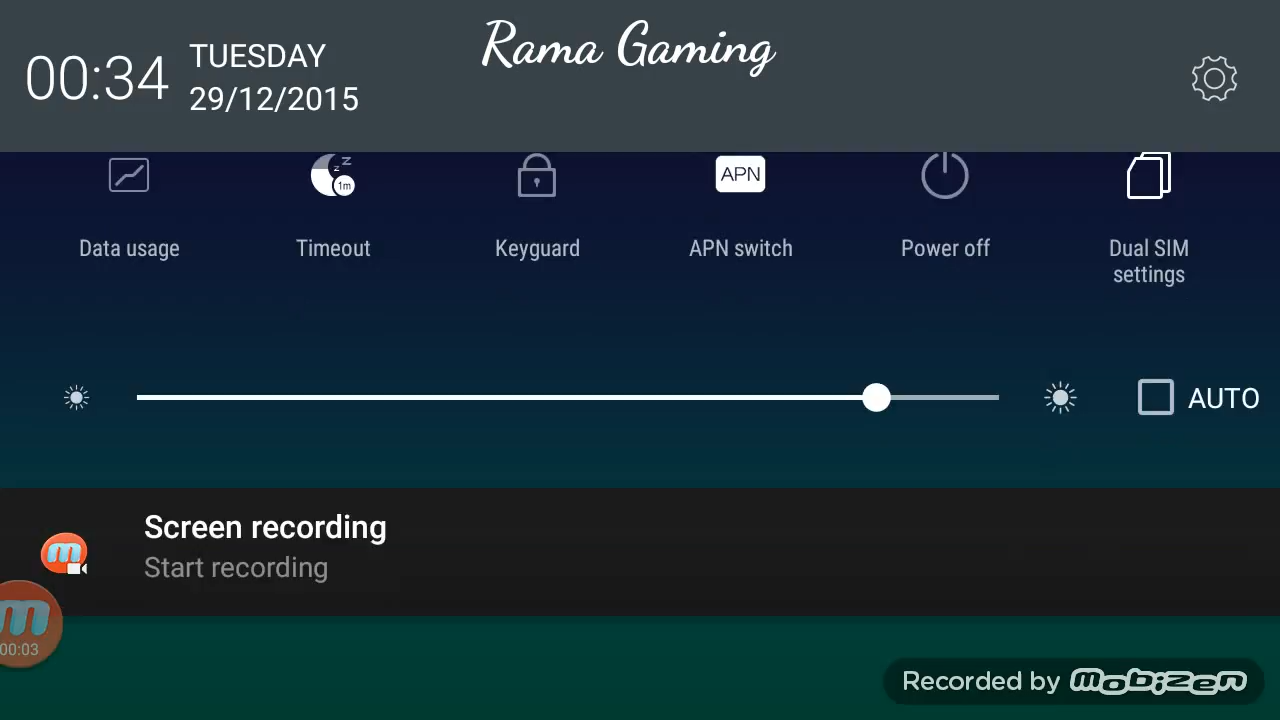 Rama Gaming
00:34
TUESDAY
29/12/2015
z z
1m
APN
Data usage
Timeout
Keyguard
APN switch
Power off
Dual SIM
settings
AUTO
Screen recording
Start recording
m
m
00:03
Recorded by mobizen